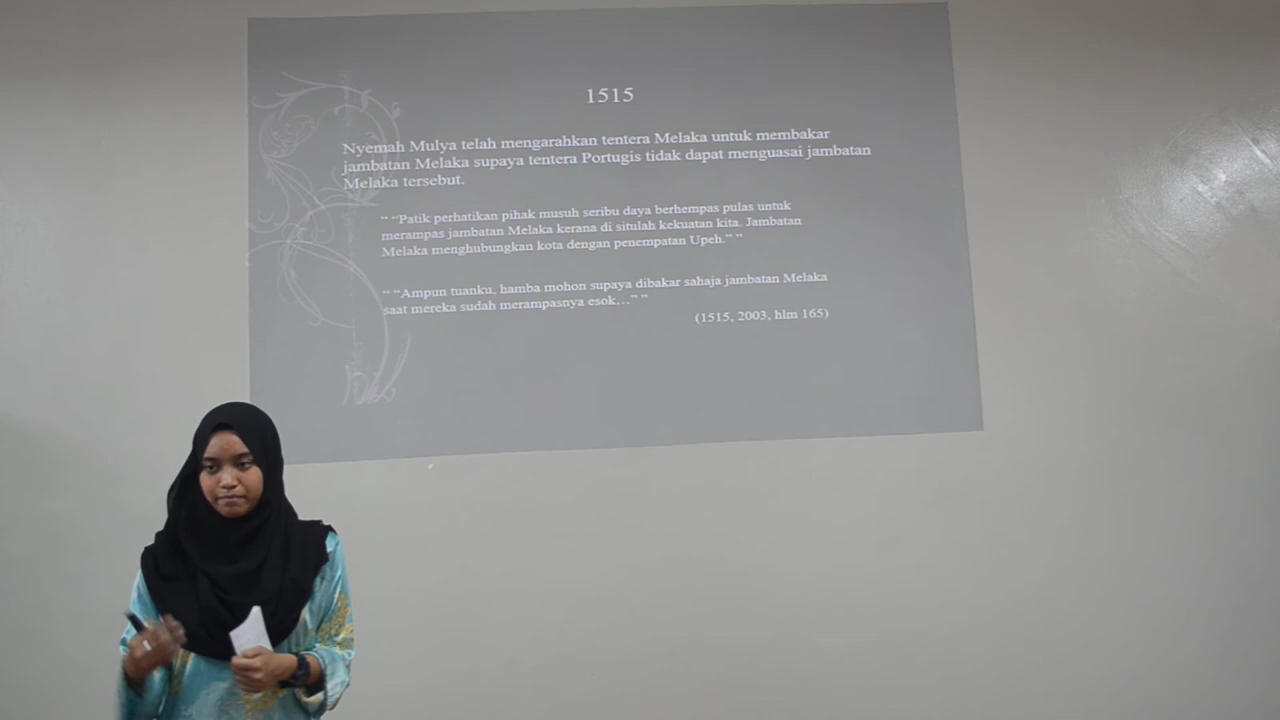 1515
Nyemah Mulya telah mengarahkan tentera Melaka untuk membakar
jambatan Melaka supaya tentera Portugis tidak dapat menguasai jambatan
Melaka tersebut.
“ “Patik perhatikan pihak musuh seribu daya berhempas pulas untuk
merampas jambatan Melaka kerana di situlah kekuatan kita. Jambatan
Melaka menghubungkan kota dengan penempatan Upeh.” ”
“ “Ampun tuanku, hamba mohon supaya dibakar sahaja jambatan Melaka
saat mereka sudah merampasnya esok…” ”
(1515, 2003, hlm 165)